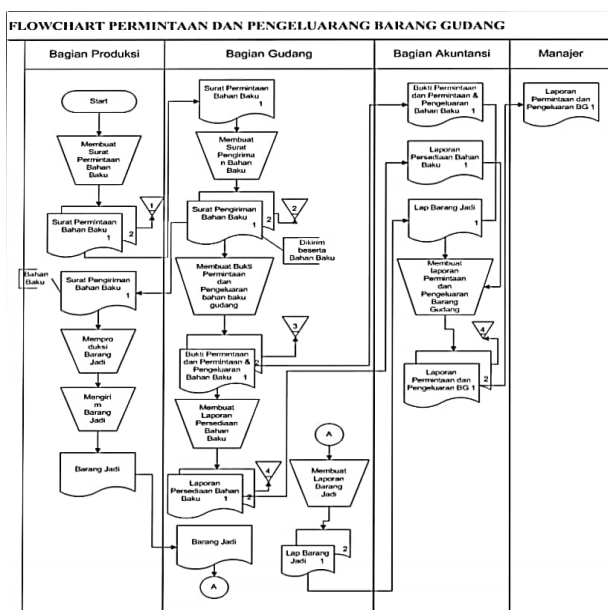 FLOWCHART PERMINTAAN DAN PENGELUARANG BARANG GUDANG
Bagian Produksi
Bagian Gudang
Bagian Akuntansi
Manajer
Start
Membuat
Surat
Permintaan
Bahan
Baku
1
Surat Permintaan
Bahan Baku
1
2
Bahan
Baku
Surat Pengiriman
Bahan Baku
1
Mempro
duksi
Barang
Jadi
Mengiri
m
Barang
Jadi
Barang Jadi
Surat Permintaan
Bahan Baku
1
Membuat
Surat
Pengirima
n Bahan
Baku
2
Surat Pengiriman
Bahan Baku
1
2
Dikirim
beserta
Bahan Baku
Membuat Bukti
Permintaan
dan
Pengeluaran
bahan baku
gudang
3
Bukti Permintaan
dan Permintaan &
Pengeluaran
Bahan Baku
1
2
Membuat
Laporan
Persediaan
Bahan
Baku
4
Laporan
Persediaan Bahan
Baku
1
2
Barang Jadi
A
A
Membuat
Laporan
Barang
Jadi
Lap Barang
Jadi
1
2
Bukti Permintaan
dan Permintaan &
Pengeluaran
Bahan Baku
1
Laporan
Persediaan Bahan
Baku
1
Lap Barang Jadi
1
Membuat
laporan
Permintaan
dan
Pengeluaran
Barang
Gudang
4
Laporan
Permintaan dan
Pengeluaran BG 1
2
Laporan
Permintaan dan
Pengeluaran BG 1